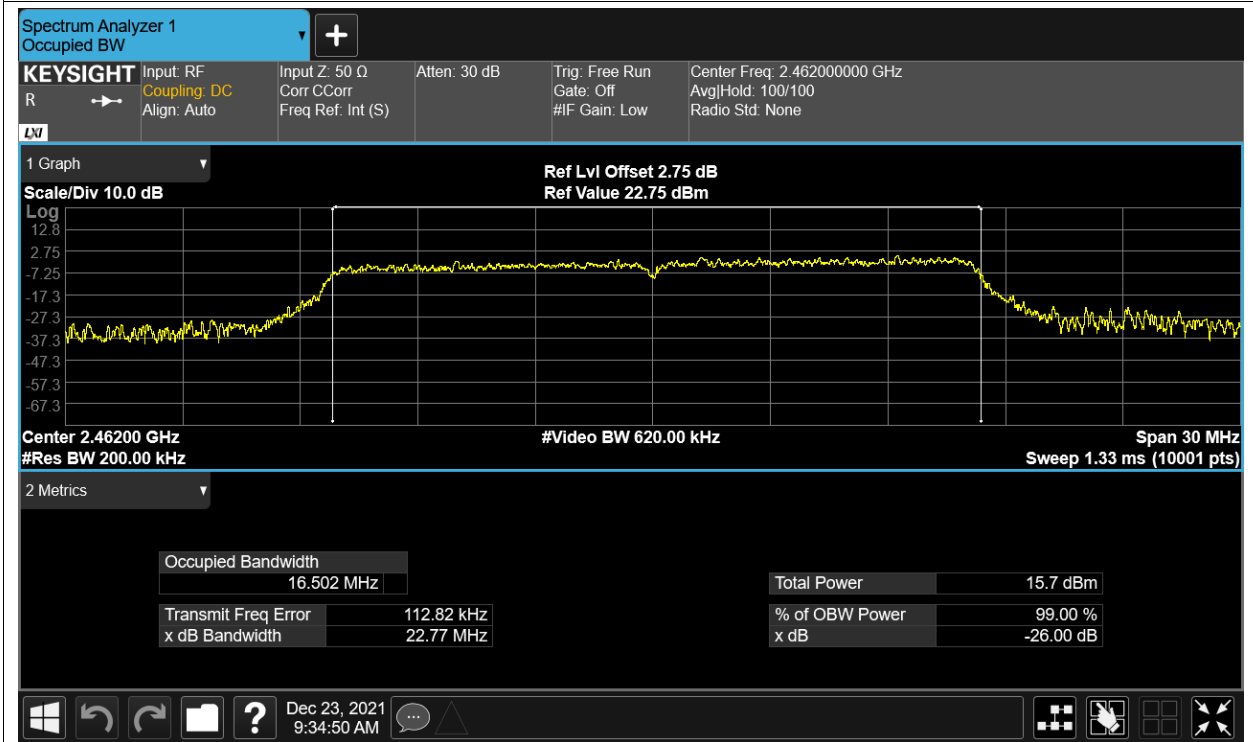 Spectrum Analyzer 1
Occupied BW
KEYSIGHT
R
LXI
Input: RF
Coupling: DC
Align: Auto
Input Z: 50 Ω
Corr CCorr
Freq Ref: Int (S)
Atten: 30 dB
Trig: Free Run
Gate: Off
#IF Gain: Low
Center Freq: 2.462000000 GHz
Avg|Hold: 100/100
Radio Std: None
1 Graph
Scale/Div 10.0 dB
Ref Lvl Offset 2.75 dB
Ref Value 22.75 dBm
Log
12.8
2.75
-7.25
-17.3
-27.3
-37.3
-47.3
-57.3
-67.3
Center 2.46200 GHz
#Video BW 620.00 kHz
Span 30 MHz
#Res BW 200.00 kHz
Sweep 1.33 ms (10001 pts)
2 Metrics
Occupied Bandwidth
16.502 MHz
Transmit Freq Error 112.82 kHz
x dB Bandwidth 22.77 MHz
Total Power 15.7 dBm
% of OBW Power 99.00 %
x dB -26.00 dB
?
Dec 23, 2021
9:34:50 AM